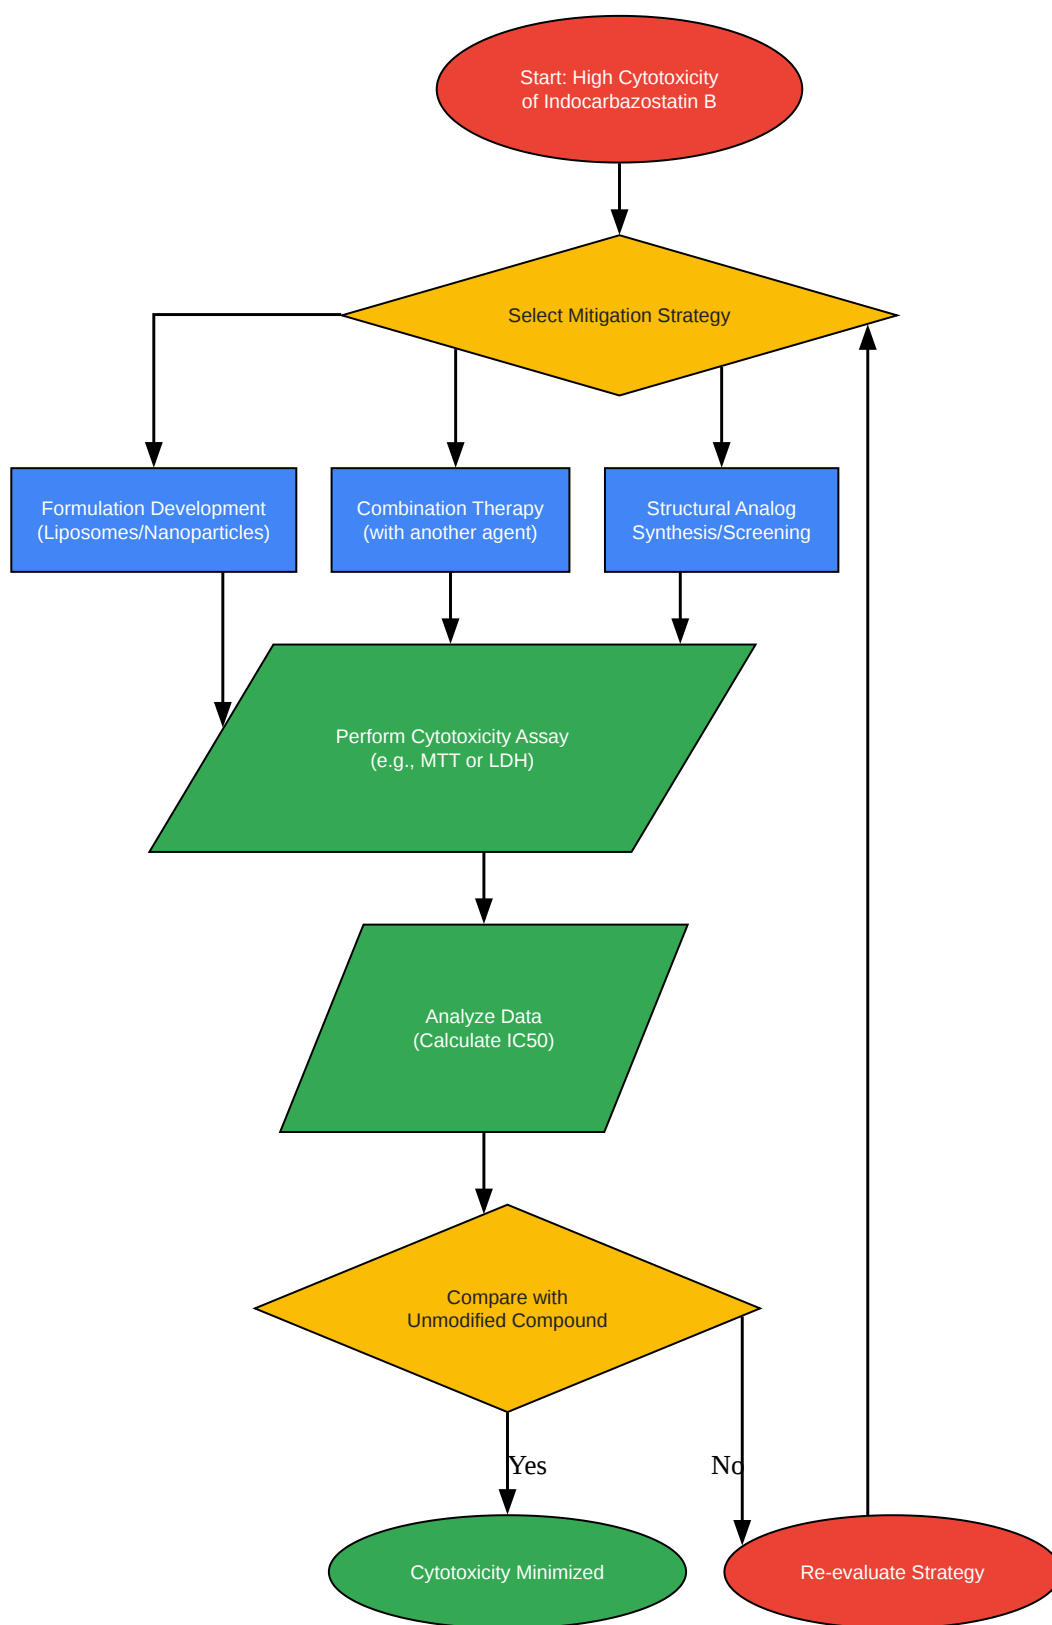 Start: High Cytotoxicity
of Indocarbazostatin B
Select Mitigation Strategy
Formulation Development
(Liposomes/Nanoparticles)
Combination Therapy
(with another agent)
Structural Analog
Synthesis/Screening
Perform Cytotoxicity Assay
(e.g., MTT or LDH)
Analyze Data
(Calculate IC50)
Compare with
Unmodified Compound
Yes
No
Cytotoxicity Minimized
Re-evaluate Strategy